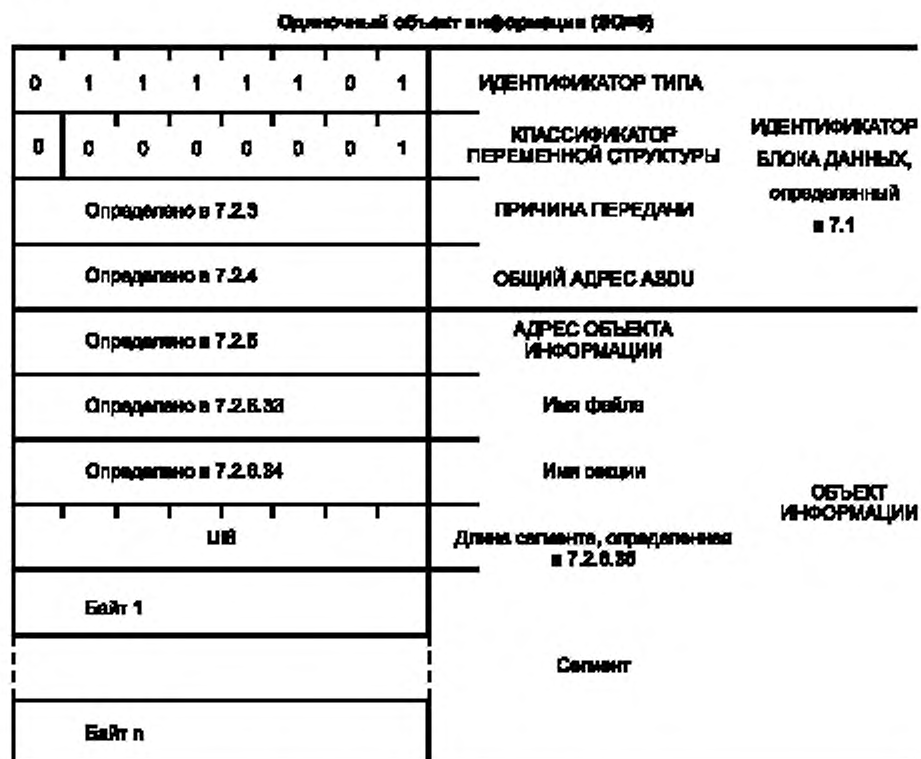 Одиночный объект информации (SQ=0)
0 1 1 1 1 1 0 1
ИДЕНТИФИКАТОР ТИПА
0 0 0 0 0 0 0 1
КЛАССИФИКАТОР
ПЕРЕМЕННОЙ СТРУКТУРЫ
ИДЕНТИФИКАТОР
БЛОКА ДАННЫХ,
определенный
в 7.1
Определено в 7.2.3
ПРИЧИНА ПЕРЕДАЧИ
Определено в 7.2.4
ОБЩИЙ АДРЕС ASDU
Определено в 7.2.5
АДРЕС ОБЪЕКТА
ИНФОРМАЦИИ
Определено в 7.2.6.33
Имя файла
Определено в 7.2.6.34
Имя секции
ОБЪЕКТ
ИНФОРМАЦИИ
UI8
Длина сегмента, определенная
в 7.2.6.36
Байт 1
Сегмент
Байт n